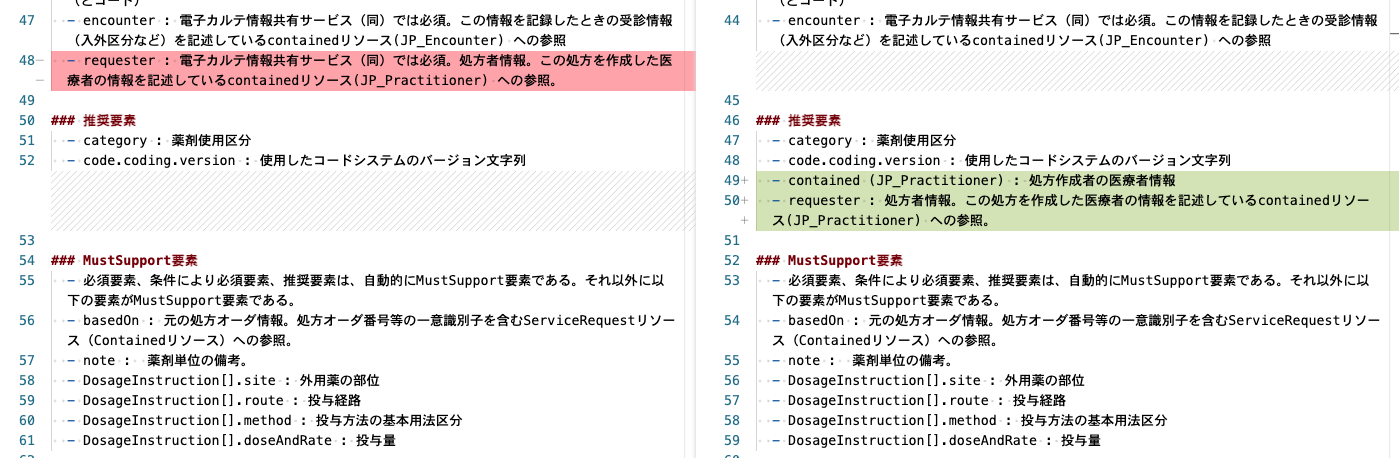 47 - encounter : 電子カルテ情報共有サービス（同）では必須。この情報を記録したときの受診情報
（入外区分など）を記述しているcontainedリソース(JP_Encounter) への参照
48 - requester : 電子カルテ情報共有サービス（同）では必須。処方者情報。この処方を作成した医
療者の情報を記述しているcontainedリソース(JP_Practitioner) への参照。
49
50 ### 推奨要素
51 - category : 薬剤使用区分
52 - code.coding.version : 使用したコードシステムのバージョン文字列
53
54 ### MustSupport要素
55 - 必須要素、条件により必須要素、推奨要素は、自動的にMustSupport要素である。それ以外に以
下の要素がMustSupport要素である。
56 - basedOn : 元の処方オーダ情報。処方オーダ番号等の一意識別子を含むServiceRequestリソー
ス（Containedリソース）への参照。
57 - note :  薬剤単位の備考。
58 - DosageInstruction[].site : 外用薬の部位
59 - DosageInstruction[].route : 投与経路
60 - DosageInstruction[].method : 投与方法の基本用法区分
61 - DosageInstruction[].doseAndRate : 投与量
44 - encounter : 電子カルテ情報共有サービス（同）では必須。この情報を記録したときの受診情報
（入外区分など）を記述しているcontainedリソース(JP_Encounter) への参照
45
46 ### 推奨要素
47 - category : 薬剤使用区分
48 - code.coding.version : 使用したコードシステムのバージョン文字列
49+ - contained (JP_Practitioner) : 処方作成者の医療者情報
50+ - requester : 処方者情報。この処方を作成した医療者の情報を記述しているcontainedリソー
+ ス(JP_Practitioner) への参照。
51
52 ### MustSupport要素
53 - 必須要素、条件により必須要素、推奨要素は、自動的にMustSupport要素である。それ以外に以
下の要素がMustSupport要素である。
54 - basedOn : 元の処方オーダ情報。処方オーダ番号等の一意識別子を含むServiceRequestリソー
ス（Containedリソース）への参照。
55 - note :  薬剤単位の備考。
56 - DosageInstruction[].site : 外用薬の部位
57 - DosageInstruction[].route : 投与経路
58 - DosageInstruction[].method : 投与方法の基本用法区分
59 - DosageInstruction[].doseAndRate : 投与量